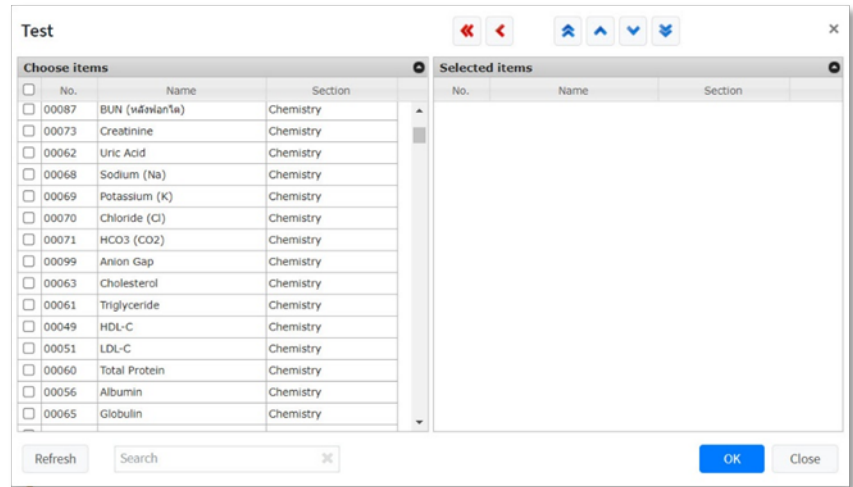 Test
Choose items
Selected items
No. Name Section
No. Name Section
00087 BUN (หลังฟอกไต) Chemistry
00073 Creatinine Chemistry
00062 Uric Acid Chemistry
00068 Sodium (Na) Chemistry
00069 Potassium (K) Chemistry
00070 Chloride (Cl) Chemistry
00071 HCO3 (CO2) Chemistry
00099 Anion Gap Chemistry
00063 Cholesterol Chemistry
00061 Triglyceride Chemistry
00049 HDL-C Chemistry
00051 LDL-C Chemistry
00060 Total Protein Chemistry
00056 Albumin Chemistry
00065 Globulin Chemistry
Refresh Search OK Close